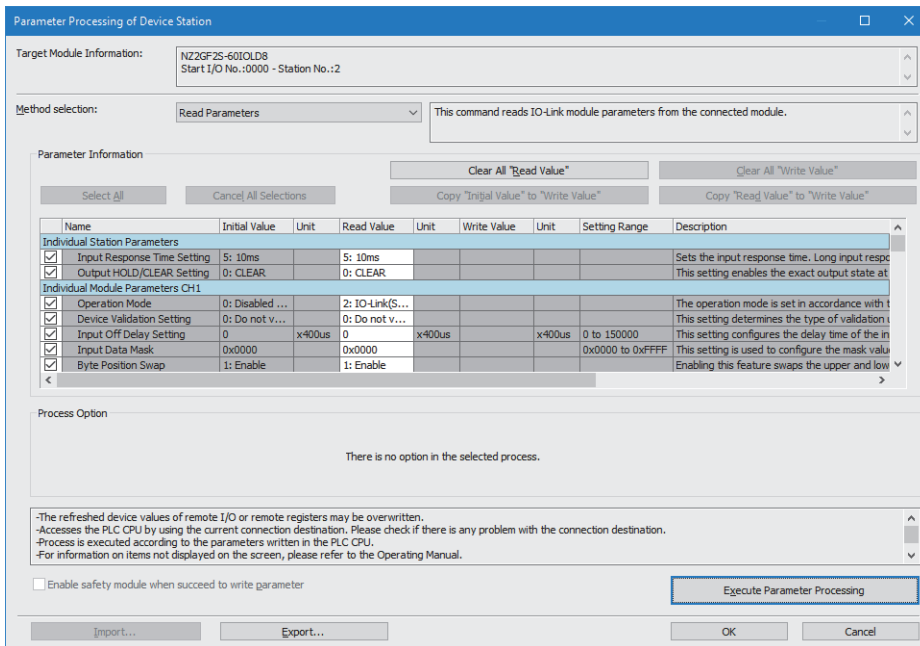 Parameter Processing of Device Station
Target Module Information:
NZ2GF2S-60IOLD8
Start I/O No.:0000 - Station No.:2
Method selection:
Read Parameters
This command reads IO-Link module parameters from the connected module.
Parameter Information
Clear All "Read Value"
Clear All "Write Value"
Select All
Cancel All Selections
Copy "Initial Value" to "Write Value"
Copy "Read Value" to "Write Value"
Name Initial Value Unit Read Value Unit Write Value Unit Setting Range Description
Individual Station Parameters
Input Response Time Setting 5: 10ms 5: 10ms Sets the input response time. Long input respo
Output HOLD/CLEAR Setting 0: CLEAR 0: CLEAR This setting enables the exact output state at
Individual Module Parameters CH1
Operation Mode 0: Disabled ... 2: IO-Link(S... The operation mode is set in accordance with t
Device Validation Setting 0: Do not v... 0: Do not v... This setting determines the type of validation u
Input Off Delay Setting 0 x400us 0 x400us x400us 0 to 150000 This setting configures the delay time of the in
Input Data Mask 0x0000 0x0000 0x0000 to 0xFFFF This setting is used to configure the mask value
Byte Position Swap 1: Enable 1: Enable Enabling this feature swaps the upper and low
Process Option
There is no option in the selected process.
-The refreshed device values of remote I/O or remote registers may be overwritten.
-Accesses the PLC CPU by using the current connection destination. Please check if there is any problem with the connection destination.
-Process is executed according to the parameters written in the PLC CPU.
-For information on items not displayed on the screen, please refer to the Operating Manual.
Enable safety module when succeed to write parameter
Execute Parameter Processing
Import...
Export...
OK
Cancel